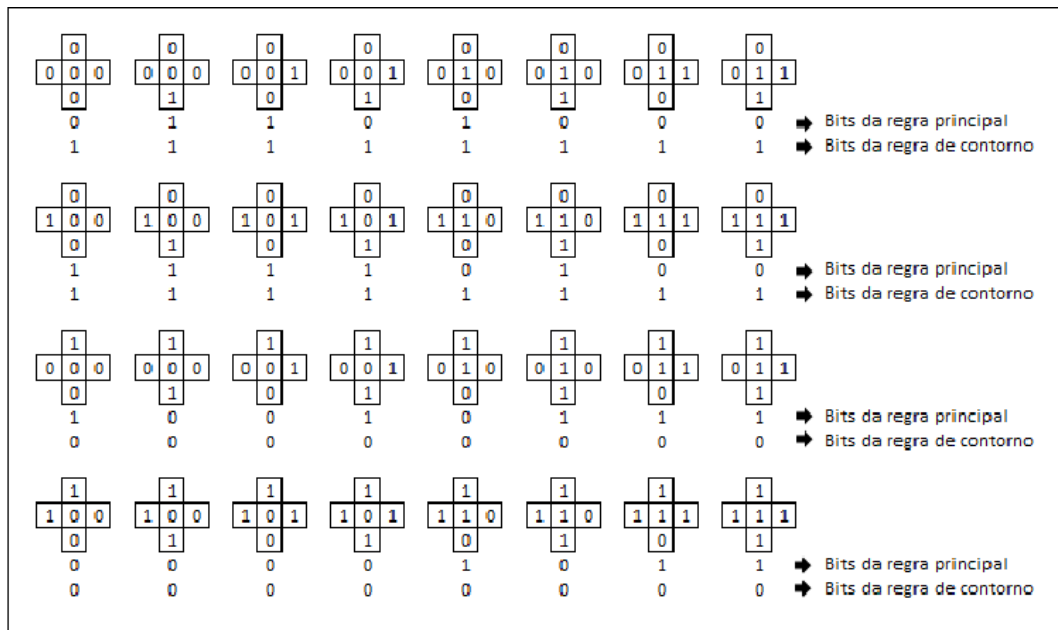 0 0 0 0 0 0 0 0
0 0 0 0 0 0 0 0 1 0 0 1 0 1 0 0 1 0 0 1 1 0 1 1
0 1 0 1 0 1 0 1
0 1 1 0 1 0 0 0 ➡ Bits da regra principal
1 1 1 1 1 1 1 1 ➡ Bits da regra de contorno
0 0 0 0 0 0 0 0
1 0 0 1 0 0 1 0 1 1 0 1 1 1 0 1 1 0 1 1 1 1 1 1
0 1 0 1 0 1 0 1
1 1 1 1 0 1 0 0 ➡ Bits da regra principal
1 1 1 1 1 1 1 1 ➡ Bits da regra de contorno
1 1 1 1 1 1 1 1
0 0 0 0 0 0 0 0 1 0 0 1 0 1 0 0 1 0 0 1 1 0 1 1
0 1 0 1 0 1 0 1
1 0 0 1 0 1 1 1 ➡ Bits da regra principal
0 0 0 0 0 0 0 0 ➡ Bits da regra de contorno
1 1 1 1 1 1 1 1
1 0 0 1 0 0 1 0 1 1 0 1 1 1 0 1 1 0 1 1 1 1 1 1
0 1 0 1 0 1 0 1
0 0 0 0 1 0 1 1 ➡ Bits da regra principal
0 0 0 0 0 0 0 0 ➡ Bits da regra de contorno